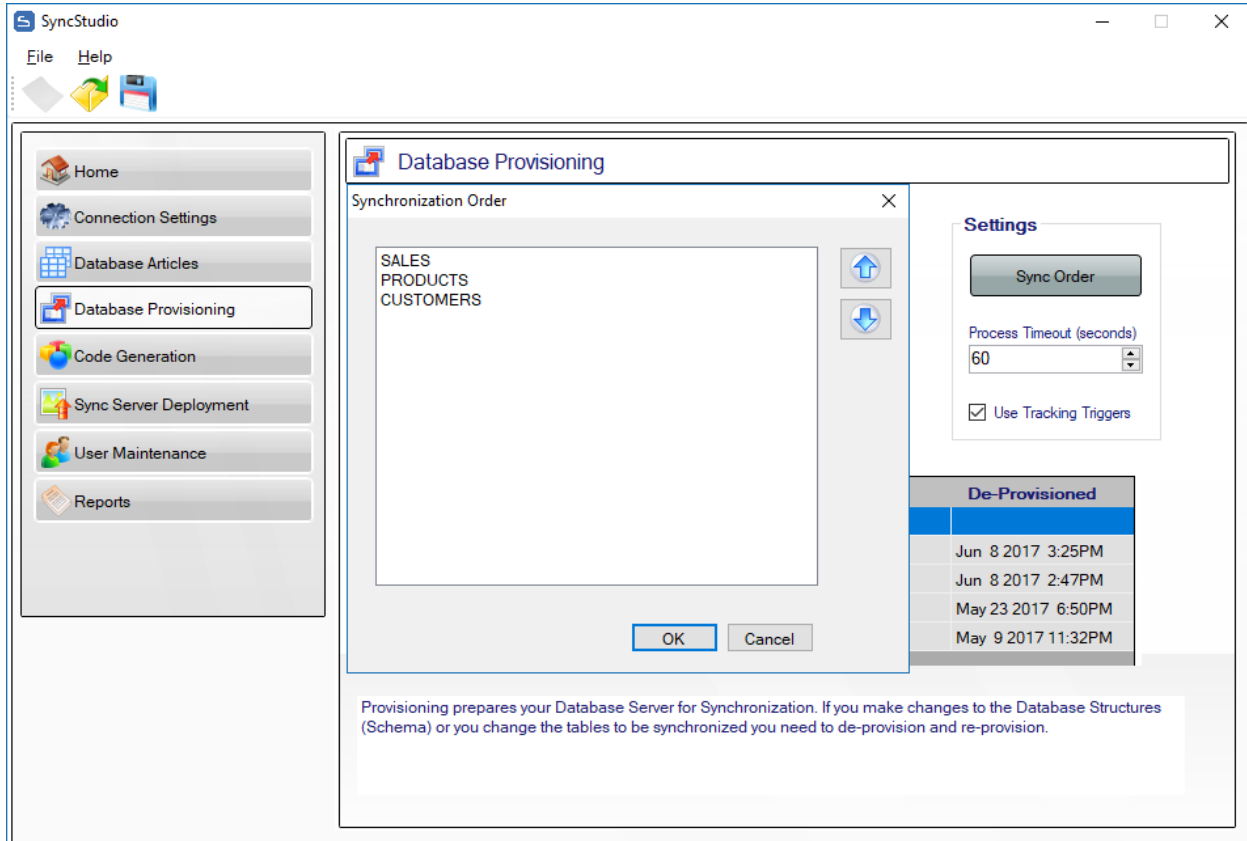 SyncStudio
File Help
Home
Connection Settings
Database Articles
Database Provisioning
Code Generation
Sync Server Deployment
User Maintenance
Reports
Database Provisioning
Synchronization Order
SALES
PRODUCTS
CUSTOMERS
OK Cancel
Settings
Sync Order
Process Timeout (seconds)
60
Use Tracking Triggers
De-Provisioned
Jun 8 2017 3:25PM
Jun 8 2017 2:47PM
May 23 2017 6:50PM
May 9 2017 11:32PM
Provisioning prepares your Database Server for Synchronization. If you make changes to the Database Structures
(Schema) or you change the tables to be synchronized you need to de-provision and re-provision.